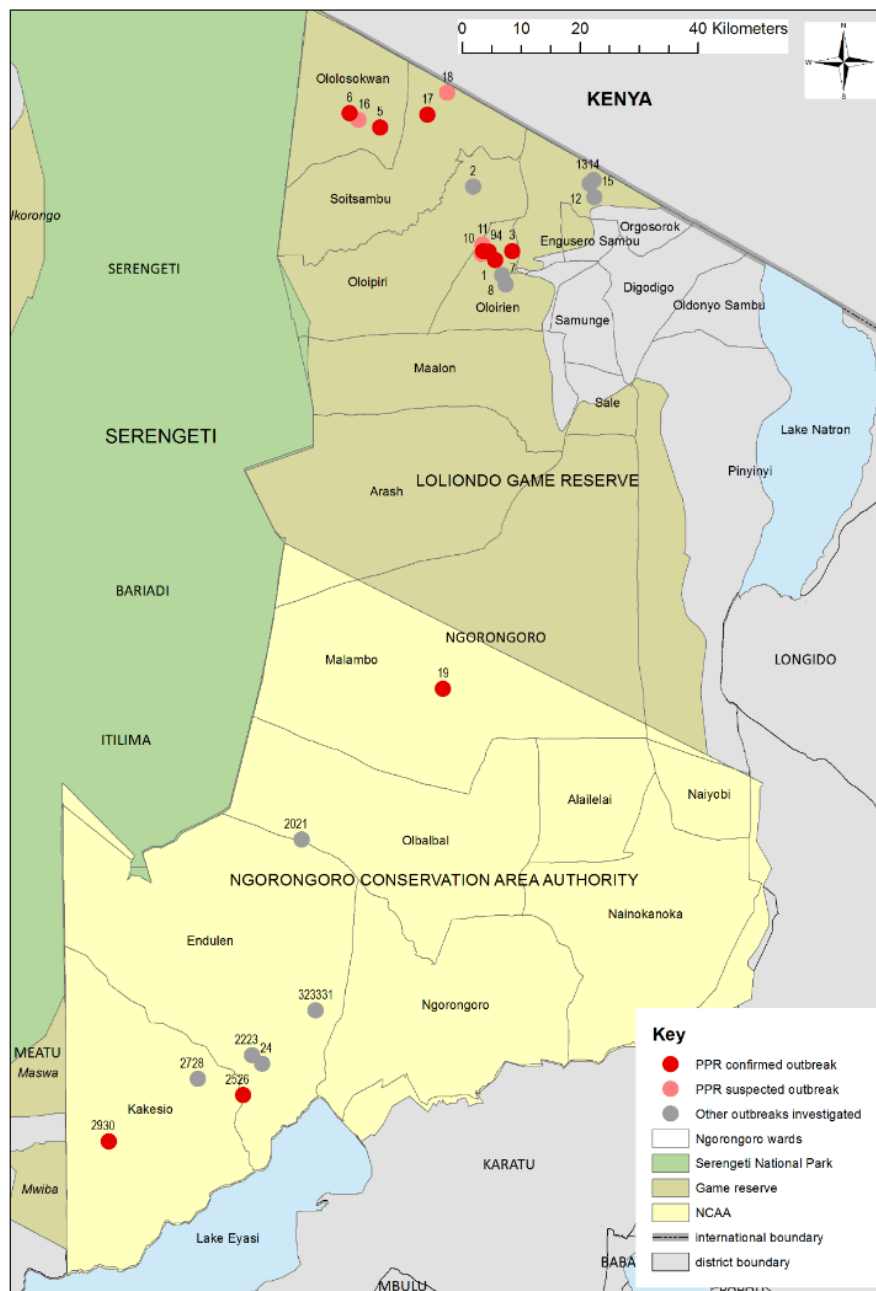 0 20 40 Kilometers
N
W E
S
18
Ololosokwan
6 16 5 17
KENYA
2
1314
15
12
Soitsambu
Ikorongo
Orgosorok
11 94 3
10
Engusero Sambu
SERENGETI
1 7
8
Oloipiri
Oloirien
Digodigo
Oldonyo Sambu
Samunge
Maalon
Sale
SERENGETI
Lake Natron
Pinyinyi
Arash
LOLIONDO GAME RESERVE
BARIADI
NGORONGORO
Malambo
LONGIDO
19
ITILIMA
Alailelai
Naiyobi
2021
Olbalbal
NGORONGORO CONSERVATION AREA AUTHORITY
Nainokanoka
Endulen
323331
Ngorongoro
2223
24
MEATU
Maswa
2728
2526
Kakesio
2930
KARATU
Mwiba
Lake Eyasi
MBULU
BABA
Key
PPR confirmed outbreak
PPR suspected outbreak
Other outbreaks investigated
Ngorongoro wards
Serengeti National Park
Game reserve
NCAA
international boundary
district boundary